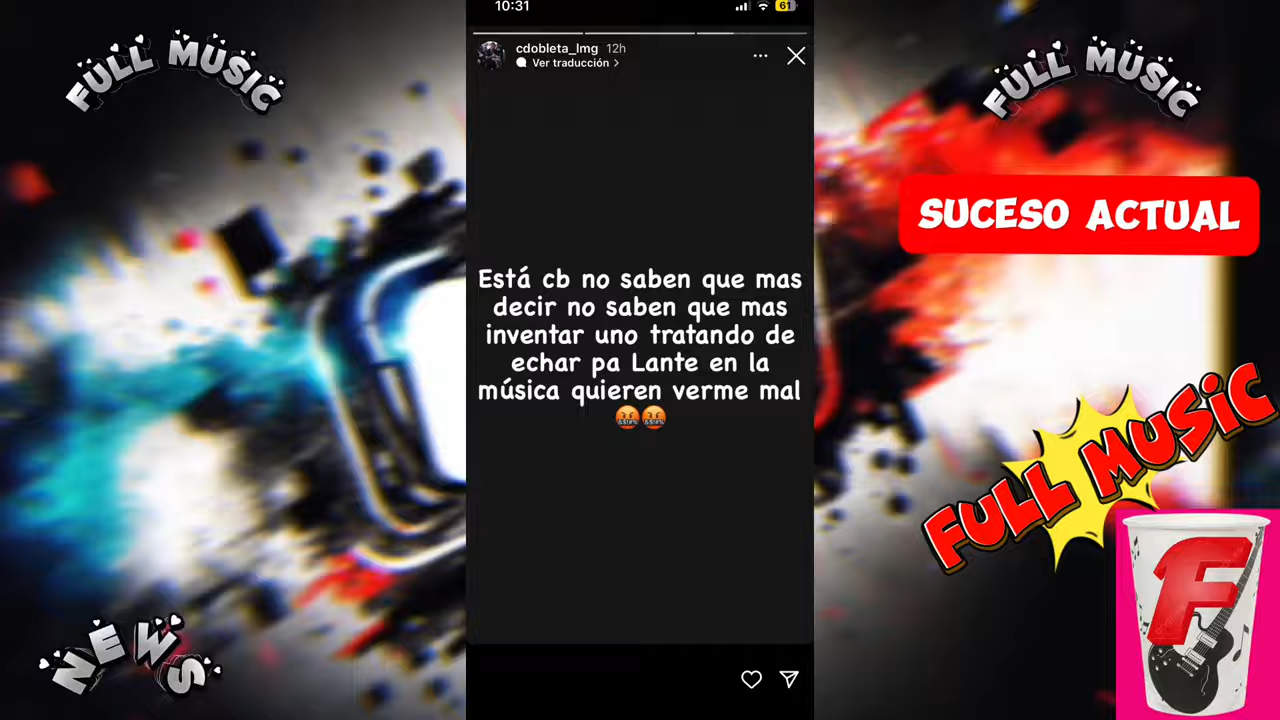 10:31
61
FULL MUSIC
FULL MUSIC
cdobleta_lmg 12h
Ver traducción
SUCESO ACTUAL
Está cb no saben que mas
decir no saben que mas
inventar uno tratando de
echar pa Lante en la
música quieren verme mal
FULL MUSIC
F
NEWS